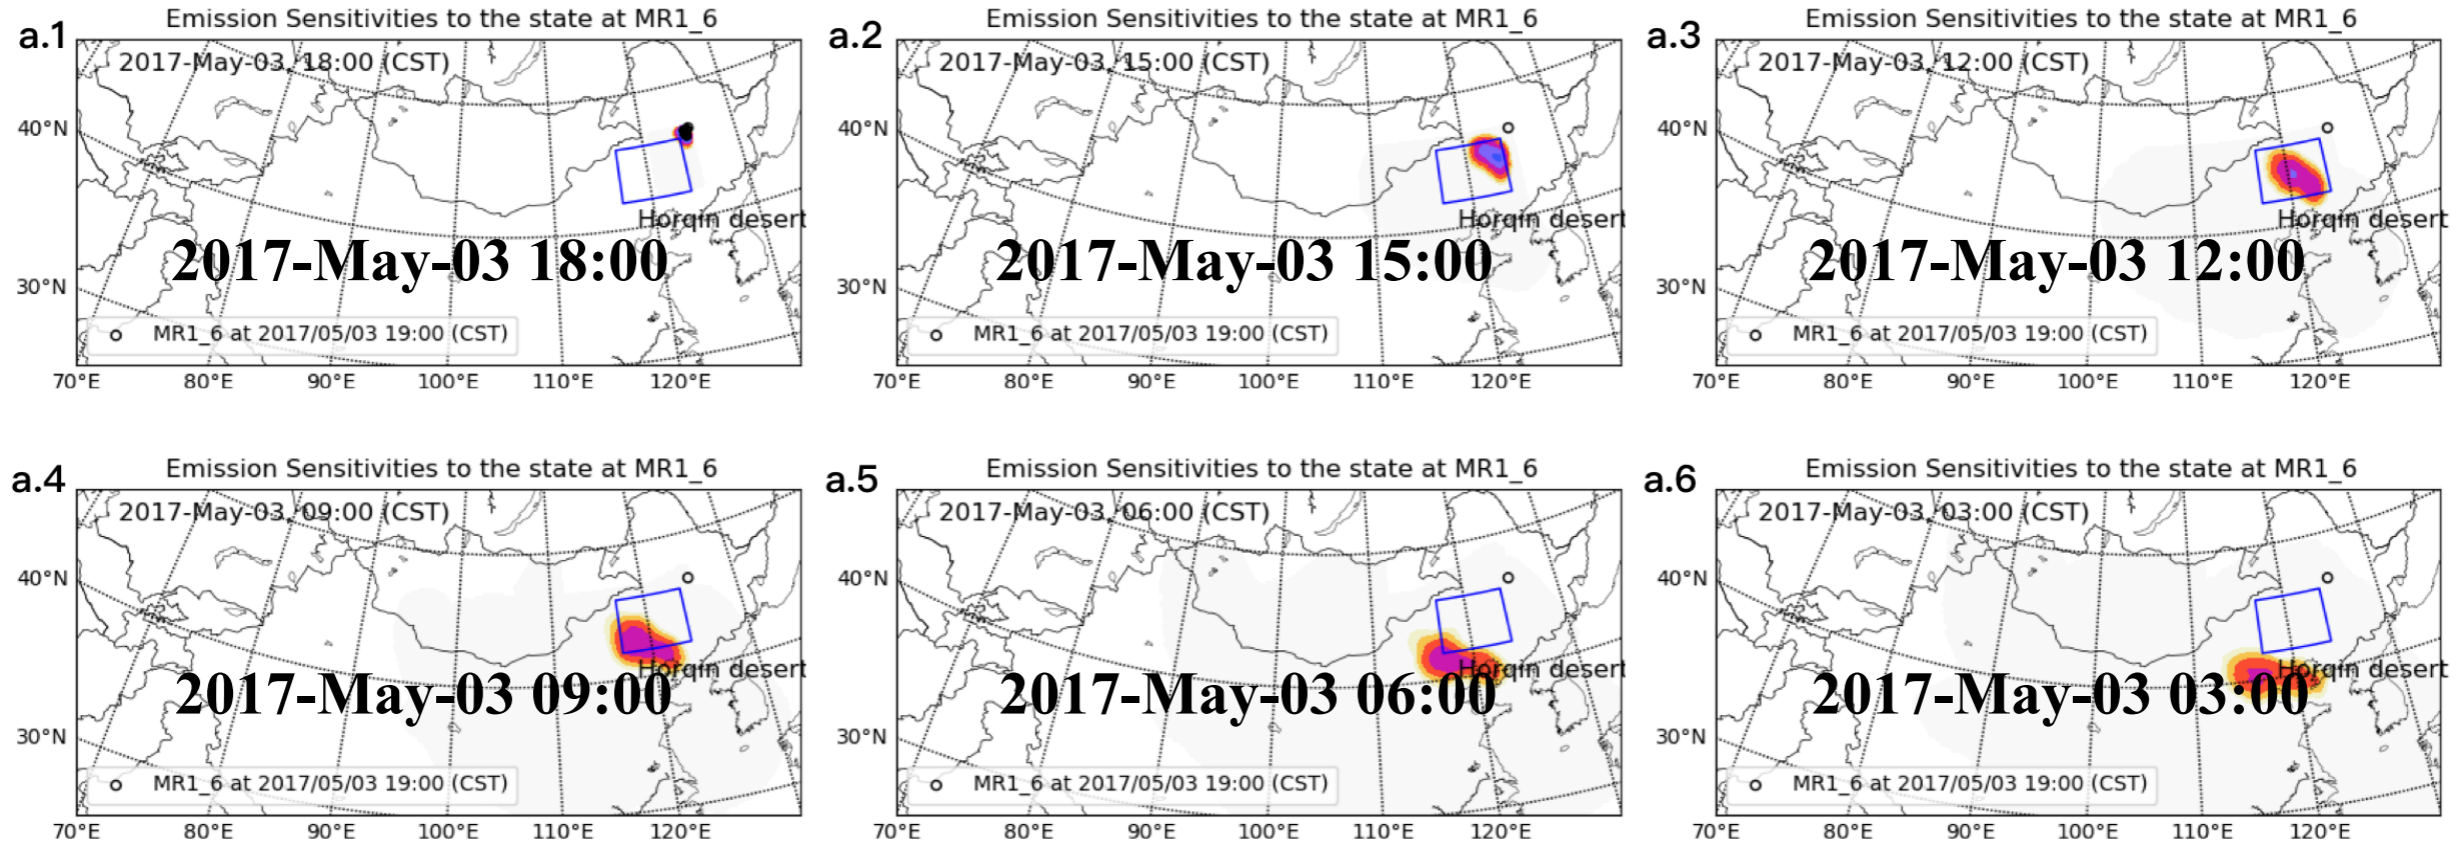 a.1
Emission Sensitivities to the state at MR1_6
2017-May-03, 18:00 (CST)
40°N
Horqin desert
2017-May-03 18:00
30°N
MR1_6 at 2017/05/03 19:00 (CST)
70°E 80°E 90°E 100°E 110°E 120°E
a.2
Emission Sensitivities to the state at MR1_6
2017-May-03, 15:00 (CST)
40°N
Horqin desert
2017-May-03 15:00
30°N
MR1_6 at 2017/05/03 19:00 (CST)
70°E 80°E 90°E 100°E 110°E 120°E
a.3
Emission Sensitivities to the state at MR1_6
2017-May-03, 12:00 (CST)
40°N
Horqin desert
2017-May-03 12:00
30°N
MR1_6 at 2017/05/03 19:00 (CST)
70°E 80°E 90°E 100°E 110°E 120°E
a.4
Emission Sensitivities to the state at MR1_6
2017-May-03, 09:00 (CST)
40°N
Horqin desert
2017-May-03 09:00
30°N
MR1_6 at 2017/05/03 19:00 (CST)
70°E 80°E 90°E 100°E 110°E 120°E
a.5
Emission Sensitivities to the state at MR1_6
2017-May-03, 06:00 (CST)
40°N
Horqin desert
2017-May-03 06:00
30°N
MR1_6 at 2017/05/03 19:00 (CST)
70°E 80°E 90°E 100°E 110°E 120°E
a.6
Emission Sensitivities to the state at MR1_6
2017-May-03, 03:00 (CST)
40°N
Horqin desert
2017-May-03 03:00
30°N
MR1_6 at 2017/05/03 19:00 (CST)
70°E 80°E 90°E 100°E 110°E 120°E